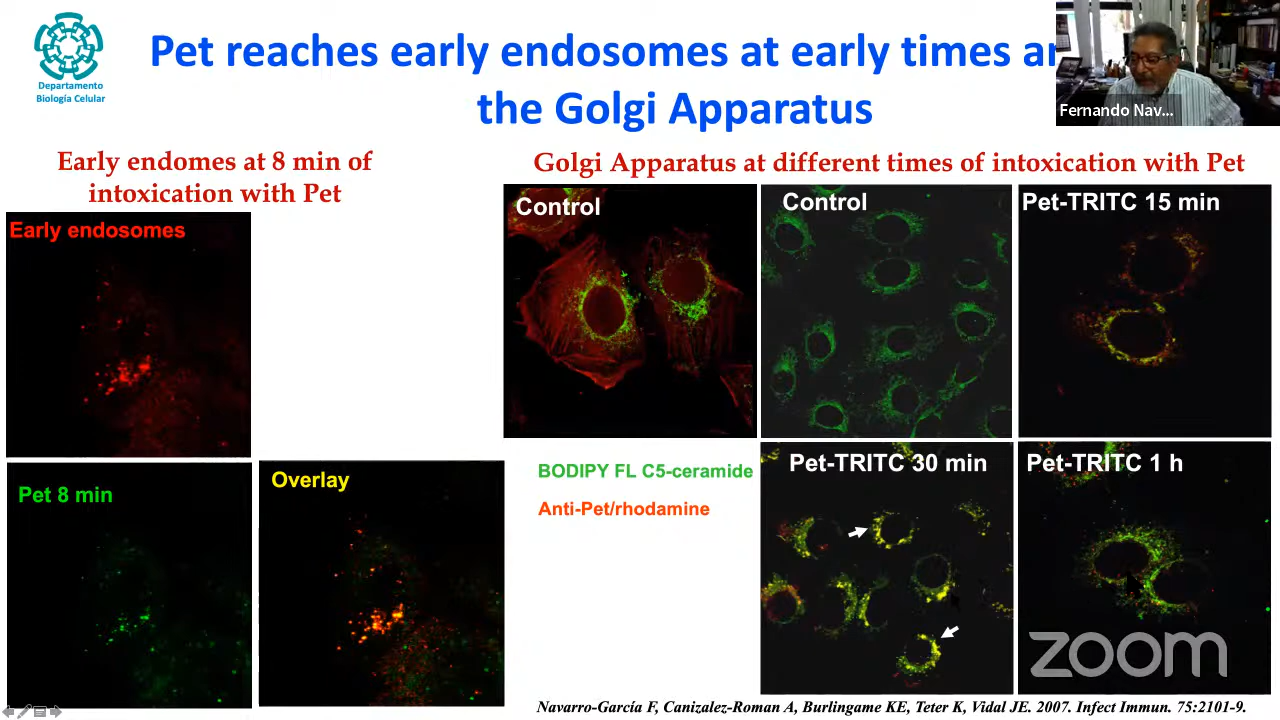 Departamento
Biología Celular
Pet reaches early endosomes at early times
the Golgi Apparatus
Fernando Nav...
Early endomes at 8 min of
intoxication with Pet
Golgi Apparatus at different times of intoxication with Pet
Early endosomes
Control
Control
Pet-TRITC 15 min
Pet 8 min
Overlay
BODIPY FL C5-ceramide
Anti-Pet/rhodamine
Pet-TRITC 30 min
Pet-TRITC 1 h
zoom
Navarro-García F, Canizalez-Roman A, Burlingame KE, Teter K, Vidal JE. 2007. Infect Immun. 75:2101-9.